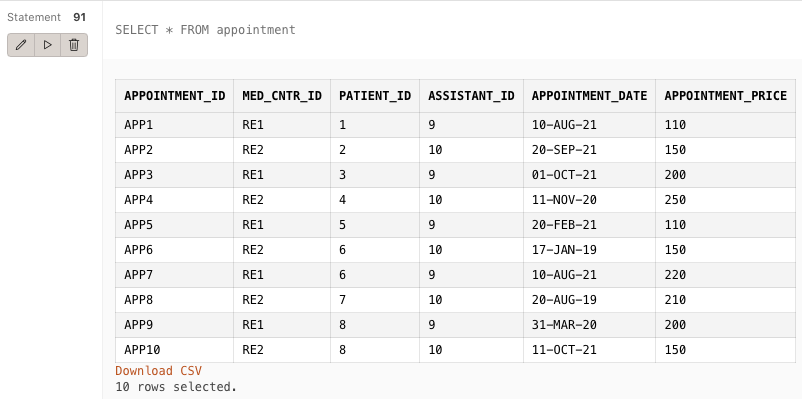 Statement 91
SELECT * FROM appointment
APPOINTMENT_ID MED_CNTR_ID PATIENT_ID ASSISTANT_ID APPOINTMENT_DATE APPOINTMENT_PRICE
APP1 RE1 1 9 10-AUG-21 110
APP2 RE2 2 10 20-SEP-21 150
APP3 RE1 3 9 01-OCT-21 200
APP4 RE2 4 10 11-NOV-20 250
APP5 RE1 5 9 20-FEB-21 110
APP6 RE2 6 10 17-JAN-19 150
APP7 RE1 6 9 10-AUG-21 220
APP8 RE2 7 10 20-AUG-19 210
APP9 RE1 8 9 31-MAR-20 200
APP10 RE2 8 10 11-OCT-21 150
Download CSV
10 rows selected.